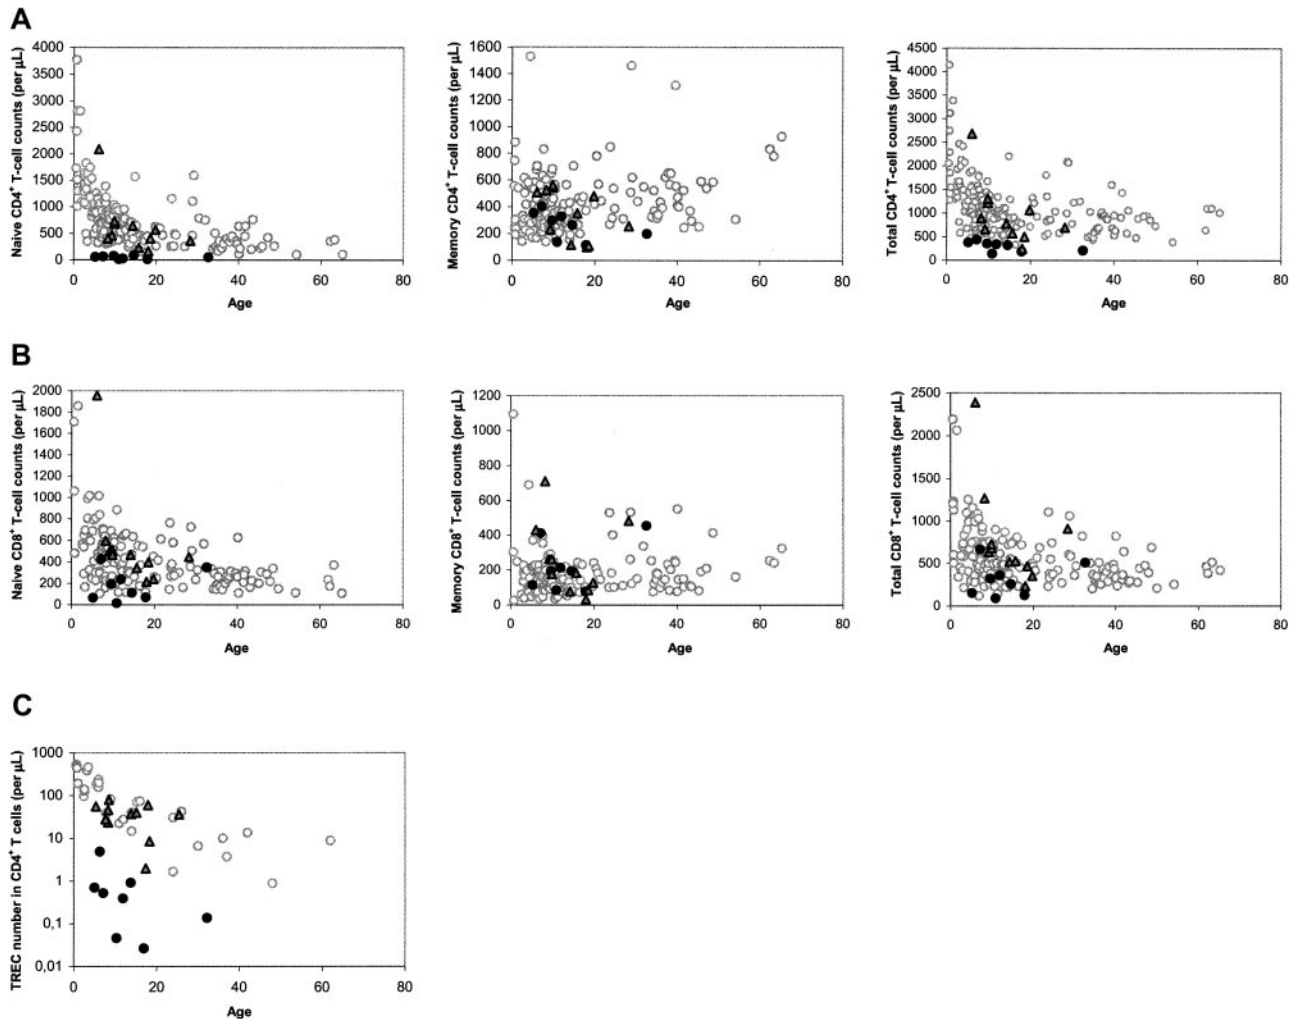 A
Naive CD4+ T-cell counts (per µL)
4000
3500
3000
2500
2000
1500
1000
500
0
0 20 40 60 80
Age
Memory CD4+ T-cell counts (per µL)
1600
1400
1200
1000
800
600
400
200
0
0 20 40 60 80
Age
Total CD4+ T-cell counts (per µL)
4500
4000
3500
3000
2500
2000
1500
1000
500
0
0 20 40 60 80
Age
B
Naive CD8+ T-cell counts (per µL)
2000
1800
1600
1400
1200
1000
800
600
400
200
0
0 20 40 60 80
Age
Memory CD8+ T-cell counts (per µL)
1200
1000
800
600
400
200
0
0 20 40 60 80
Age
Total CD8+ T-cell counts (per µL)
2500
2000
1500
1000
500
0
0 20 40 60 80
Age
C
TREC number in CD4+ T cells (per µL)
1000
100
10
1
0,1
0,01
0 20 40 60 80
Age